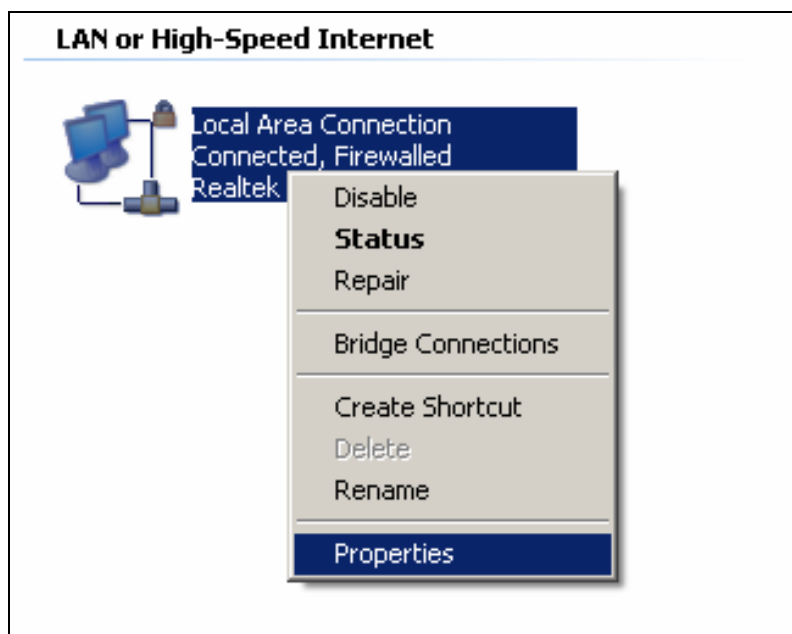 LAN or High-Speed Internet
Local Area Connection
Connected, Firewalled
Realtek
Disable
Status
Repair
Bridge Connections
Create Shortcut
Delete
Rename
Properties